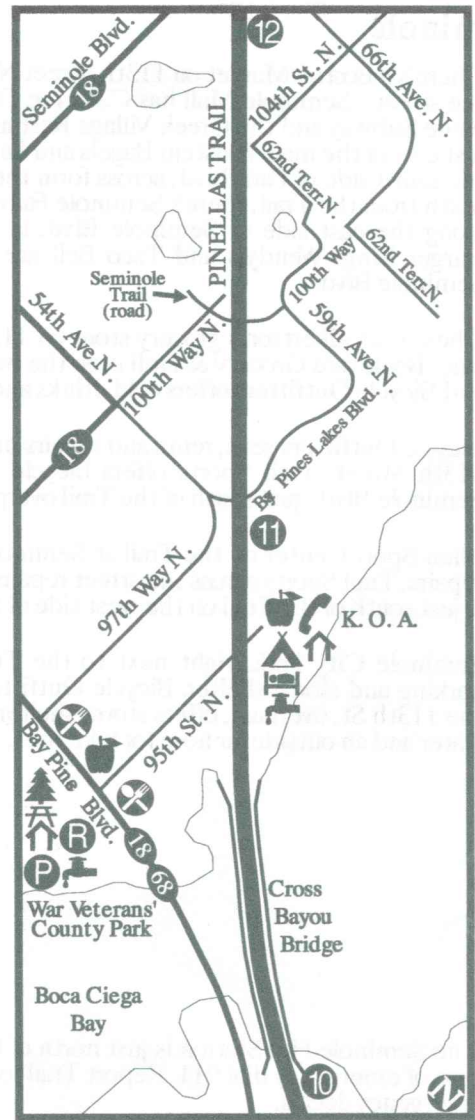 12
Seminole Blvd.
18
PINELLAS TRAIL
104th St. N.
66th Ave. N.
62nd Terr. N.
62nd Terr. N.
100th Way
Seminole
Trail
(road)
54th Ave. N.
100th Way N.
59th Ave. N.
18
Bay Pines Lakes Blvd.
11
97th Way N.
K. O. A.
95th St. N.
Bay Pine Blvd.
18
68
R
P
War Veterans'
County Park
Cross
Bayou
Bridge
Boca Ciega
Bay
10
N